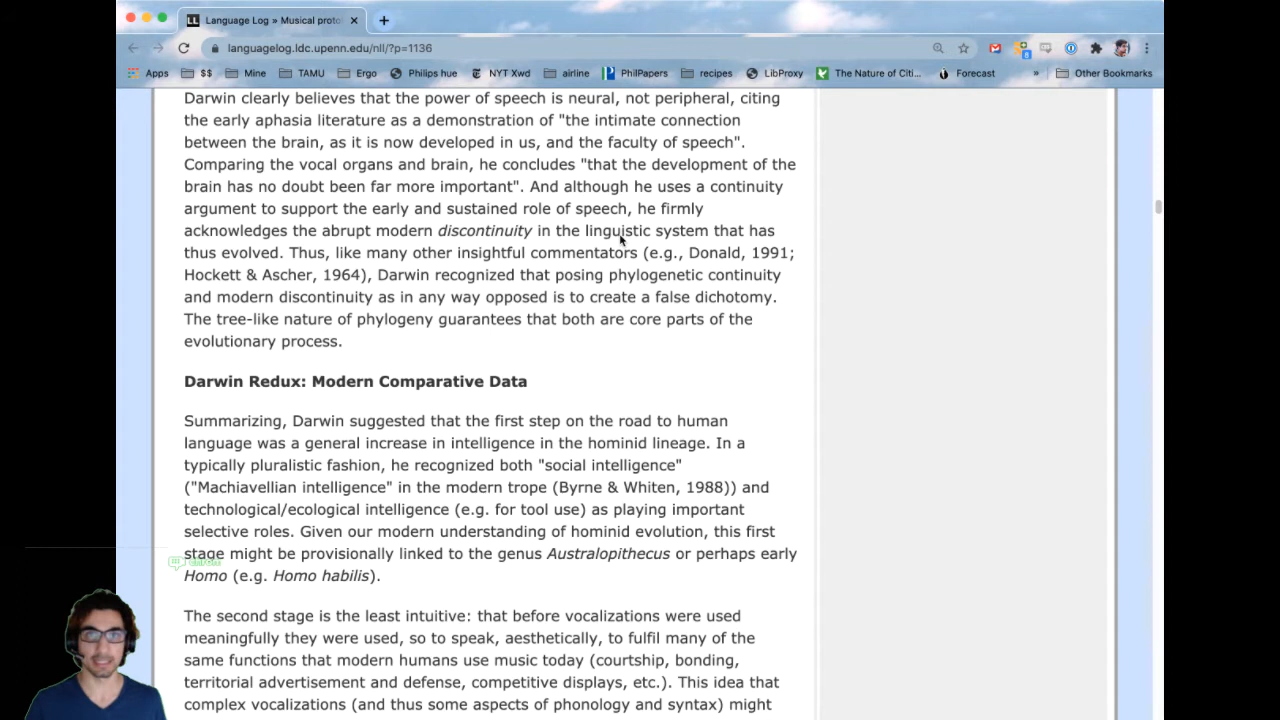 Language Log » Musical proto
languagelog.ldc.upenn.edu/nll/?p=1136
Apps $$ Mine TAMU Ergo Philips hue NYT Xwd airline PhilPapers recipes LibProxy The Nature of Citi... Forecast » Other Bookmarks
Darwin clearly believes that the power of speech is neural, not peripheral, citing
the early aphasia literature as a demonstration of "the intimate connection
between the brain, as it is now developed in us, and the faculty of speech".
Comparing the vocal organs and brain, he concludes "that the development of the
brain has no doubt been far more important". And although he uses a continuity
argument to support the early and sustained role of speech, he firmly
acknowledges the abrupt modern discontinuity in the linguistic system that has
thus evolved. Thus, like many other insightful commentators (e.g., Donald, 1991;
Hockett & Ascher, 1964), Darwin recognized that posing phylogenetic continuity
and modern discontinuity as in any way opposed is to create a false dichotomy.
The tree-like nature of phylogeny guarantees that both are core parts of the
evolutionary process.
Darwin Redux: Modern Comparative Data
Summarizing, Darwin suggested that the first step on the road to human
language was a general increase in intelligence in the hominid lineage. In a
typically pluralistic fashion, he recognized both "social intelligence"
("Machiavellian intelligence" in the modern trope (Byrne & Whiten, 1988)) and
technological/ecological intelligence (e.g. for tool use) as playing important
selective roles. Given our modern understanding of hominid evolution, this first
stage might be provisionally linked to the genus Australopithecus or perhaps early
Homo (e.g. Homo habilis).
The second stage is the least intuitive: that before vocalizations were used
meaningfully they were used, so to speak, aesthetically, to fulfil many of the
same functions that modern humans use music today (courtship, bonding,
territorial advertisement and defense, competitive displays, etc.). This idea that
complex vocalizations (and thus some aspects of phonology and syntax) might